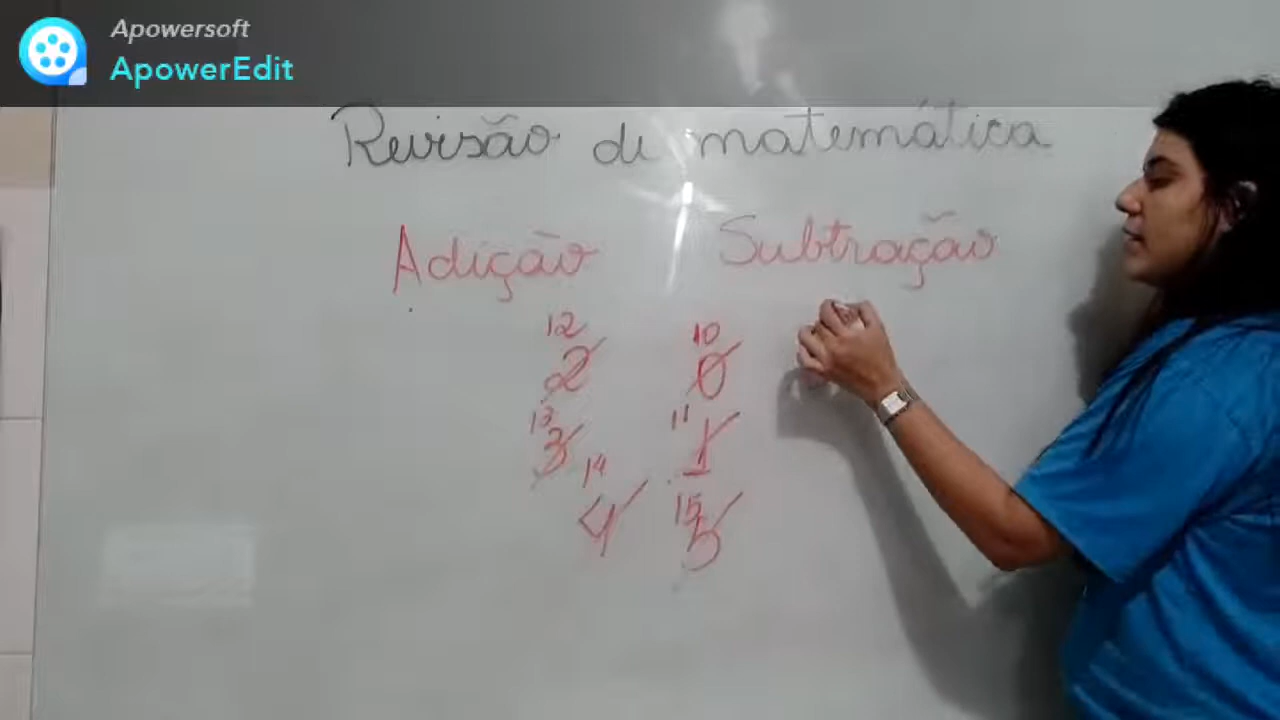 Apowersoft
ApowerEdit
Revisão de matemática
Adição Subtração
12 10
2 0
13 11
3 1
14 15
4 5